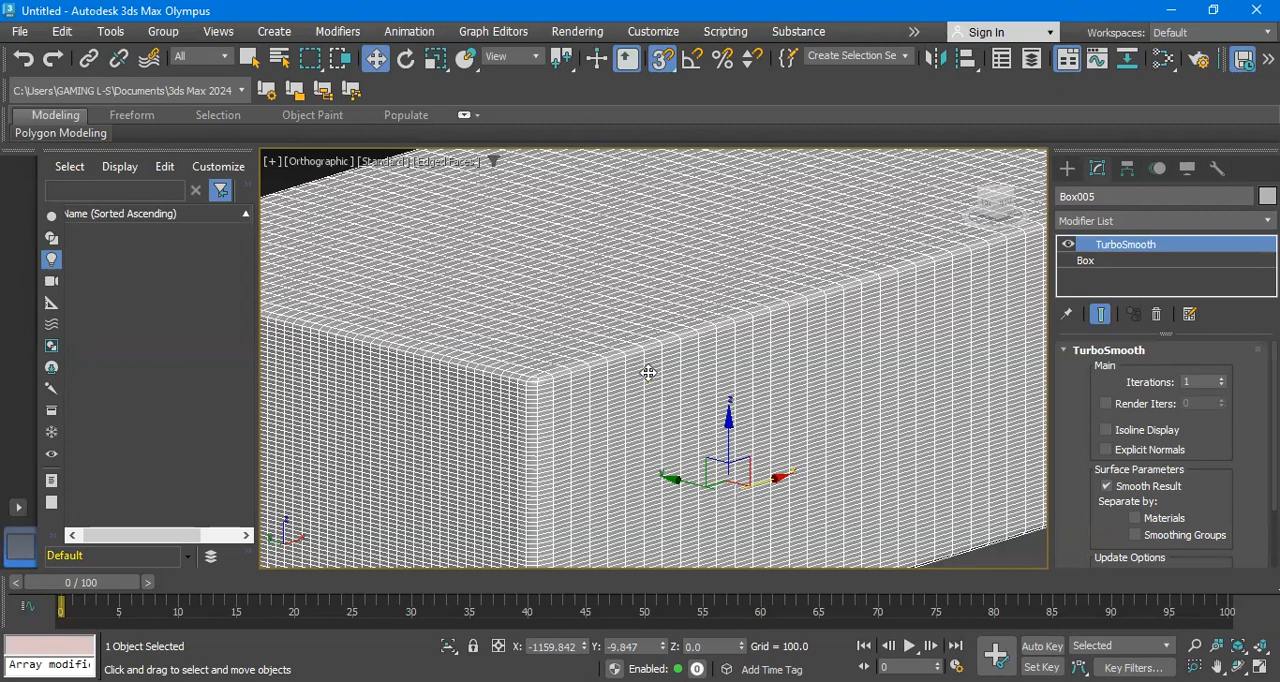 Untitled - Autodesk 3ds Max Olympus
File Edit Tools Group Views Create Modifiers Animation Graph Editors Rendering Customize Scripting Substance Sign In Workspaces: Default
All View Create Selection Se
C:\Users\GAMING L-S\Documents\3ds Max 2024
Modeling Freeform Selection Object Paint Populate
Polygon Modeling
Select Display Edit Customize
Name (Sorted Ascending)
[+] [Orthographic ] [Standard ] [Edged Faces ]
Box005
Modifier List
TurboSmooth
Box
TurboSmooth
Main
Iterations: 1
Render Iters: 0
Isoline Display
Explicit Normals
Surface Parameters
Smooth Result
Separate by:
Materials
Smoothing Groups
Update Options
z
z
Default
0 / 100
0 5 10 15 20 25 30 35 40 45 50 55 60 65 70 75 80 85 90 95 100
1 Object Selected X: -1159.842 Y: -9.847 Z: 0.0 Grid = 100.0 Auto Key Selected
Array modifi Click and drag to select and move objects Enabled: 0 Add Time Tag 0 Set Key Key Filters...